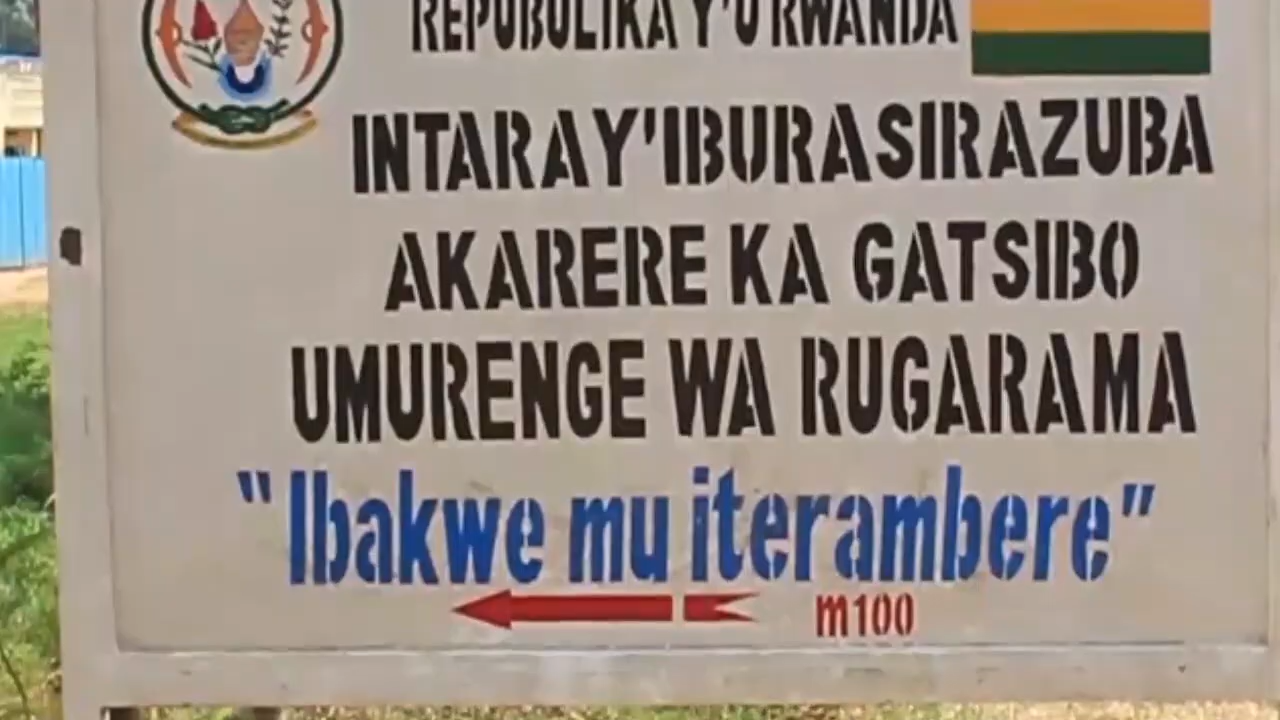 REPUBULIKA Y'U RWANDA
INTARA Y'IBURASIRAZUBA
AKARERE KA GATSIBO
UMURENGE WA RUGARAMA
"Ibakwe mu iterambere"
m100